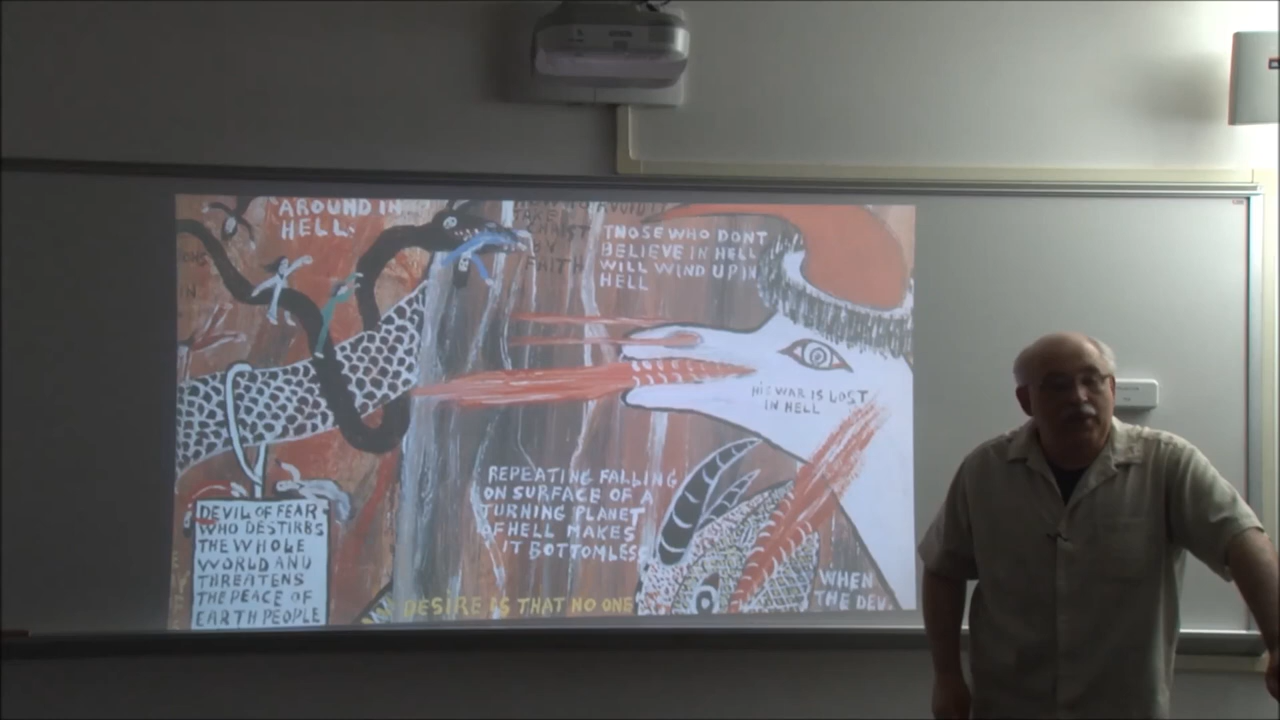 AROUND IN
HELL.
TAKE
CHRIST
BY
FAITH
THOSE WHO DONT
BELIEVE IN HELL
WILL WIND UP IN
HELL
HIS WAR IS LOST
IN HELL
REPEATING FALLING
ON SURFACE OF A
TURNING PLANET
OF HELL MAKES
IT BOTTOMLESS
DEVIL OF FEAR
WHO DESTIRBS
THE WHOLE
WORLD AND
THREATENS
THE PEACE OF
EARTH PEOPLE
DESIRE IS THAT NO ONE
WHEN
THE DEV